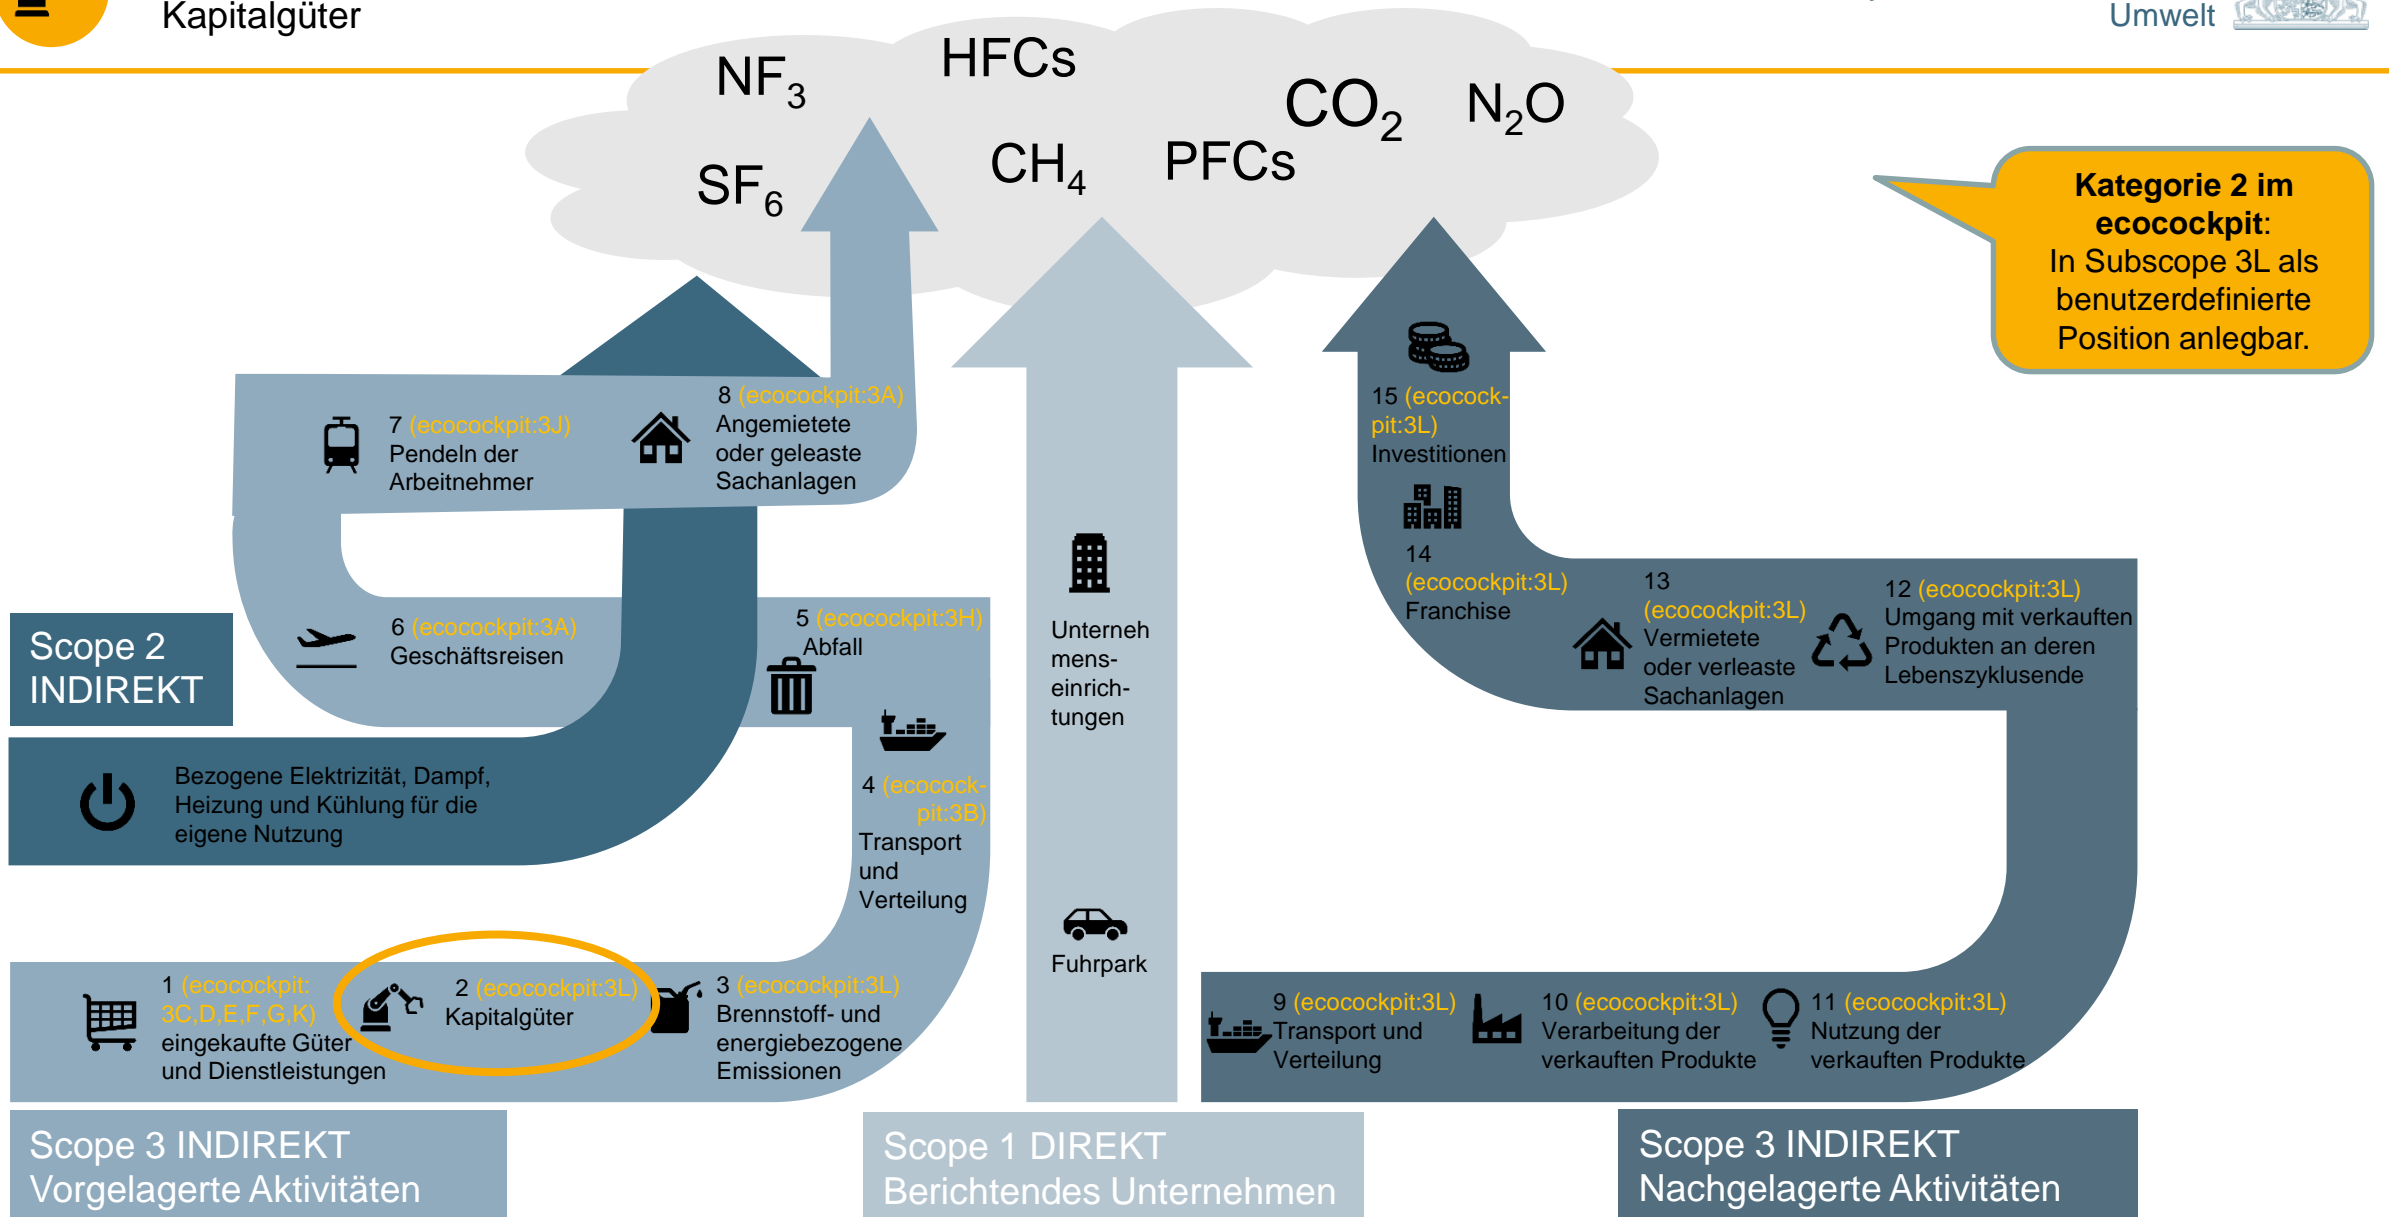 Kapitalgüter
Umwelt
NF3
HFCs
CO2
N2O
SF6
CH4
PFCs
Kategorie 2 im
ecocockpit:
In Subscope 3L als
benutzerdefinierte
Position anlegbar.
7 (ecocockpit:3J)
Pendeln der
Arbeitnehmer
8 (ecocockpit:3A)
Angemietete
oder geleaste
Sachanlagen
15 (ecocock-
pit:3L)
Investitionen
14
(ecocockpit:3L)
Franchise
13
(ecocockpit:3L)
Vermietete
oder verleaste
Sachanlagen
12 (ecocockpit:3L)
Umgang mit verkauften
Produkten an deren
Lebenszyklusende
Scope 2
INDIREKT
6 (ecocockpit:3A)
Geschäftsreisen
5 (ecocockpit:3H)
Abfall
Unterneh
mens-
einrich-
tungen
Bezogene Elektrizität, Dampf,
Heizung und Kühlung für die
eigene Nutzung
4 (ecocock-
pit:3B)
Transport
und
Verteilung
Fuhrpark
1 (ecocockpit:
3C,D,E,F,G,K)
eingekaufte Güter
und Dienstleistungen
2 (ecocockpit:3L)
Kapitalgüter
3 (ecocockpit:3L)
Brennstoff- und
energiebezogene
Emissionen
9 (ecocockpit:3L)
Transport und
Verteilung
10 (ecocockpit:3L)
Verarbeitung der
verkauften Produkte
11 (ecocockpit:3L)
Nutzung der
verkauften Produkte
Scope 3 INDIREKT
Vorgelagerte Aktivitäten
Scope 1 DIREKT
Berichtendes Unternehmen
Scope 3 INDIREKT
Nachgelagerte Aktivitäten